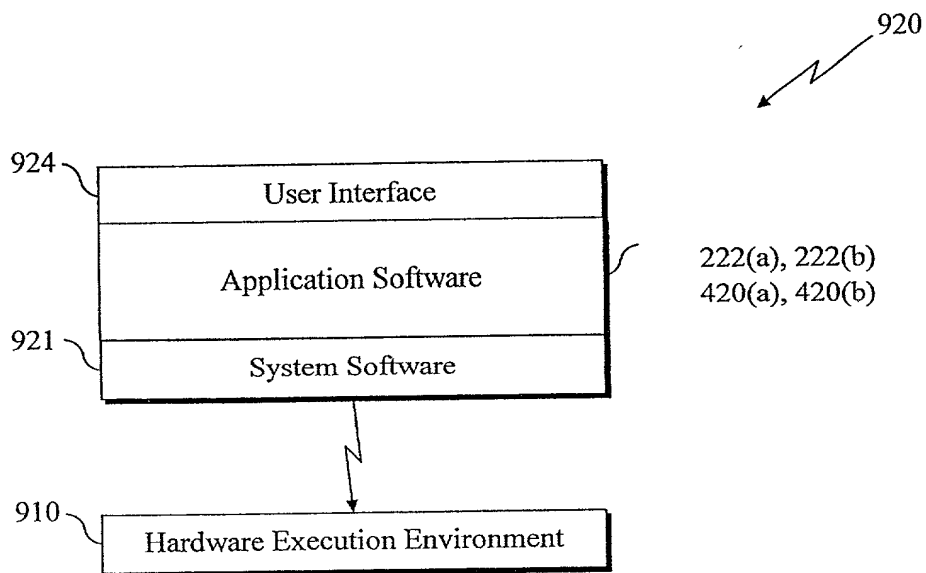 920
924
User Interface
Application Software
222(a), 222(b)
420(a), 420(b)
921
System Software
910
Hardware Execution Environment